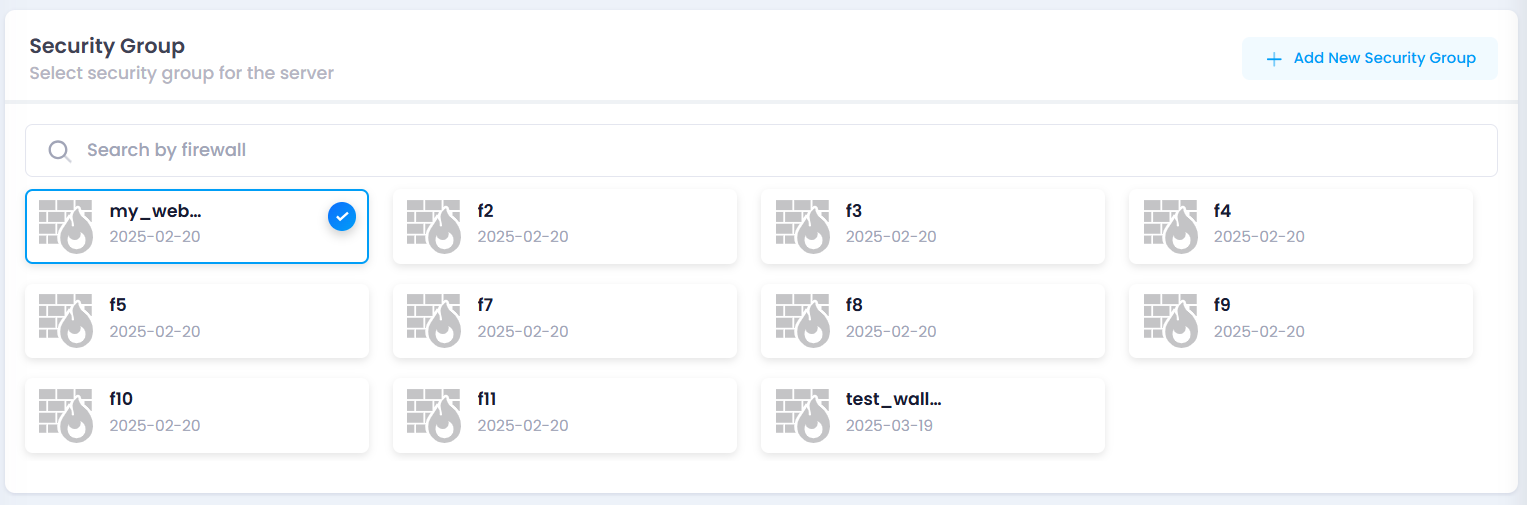 Security Group
Select security group for the server
Add New Security Group
Search by firewall
my_web...
2025-02-20
f2
2025-02-20
f3
2025-02-20
f4
2025-02-20
f5
2025-02-20
f7
2025-02-20
f8
2025-02-20
f9
2025-02-20
f10
2025-02-20
f11
2025-02-20
test_wall...
2025-03-19